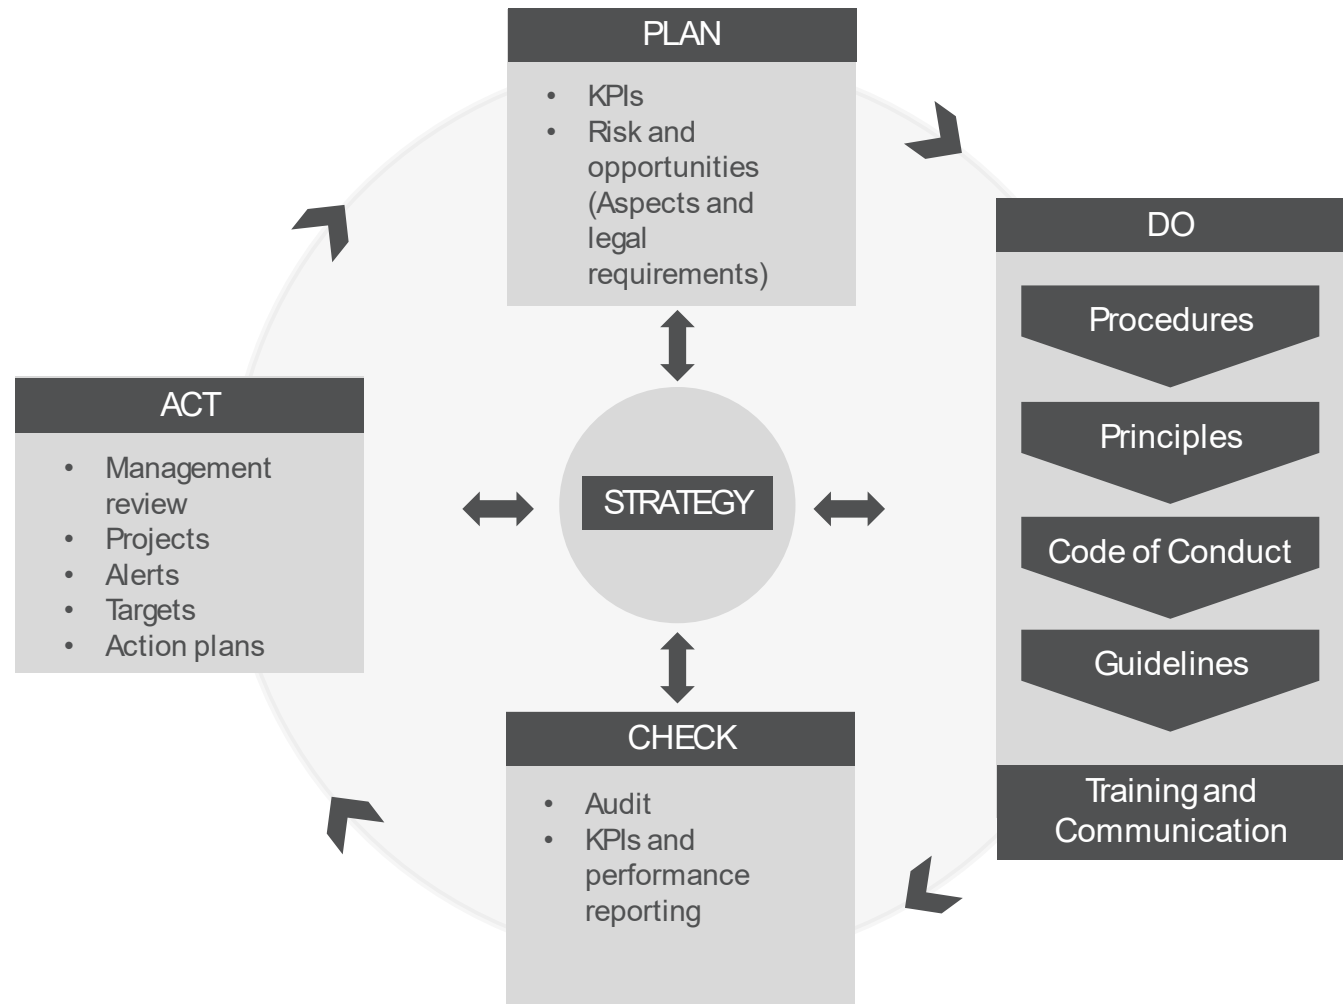 PLAN
• KPIs
• Risk and
opportunities
(Aspects and
legal
requirements)
DO
Procedures
Principles
Code of Conduct
Guidelines
Training and
Communication
ACT
• Management
review
• Projects
• Alerts
• Targets
• Action plans
STRATEGY
CHECK
• Audit
• KPIs and
performance
reporting